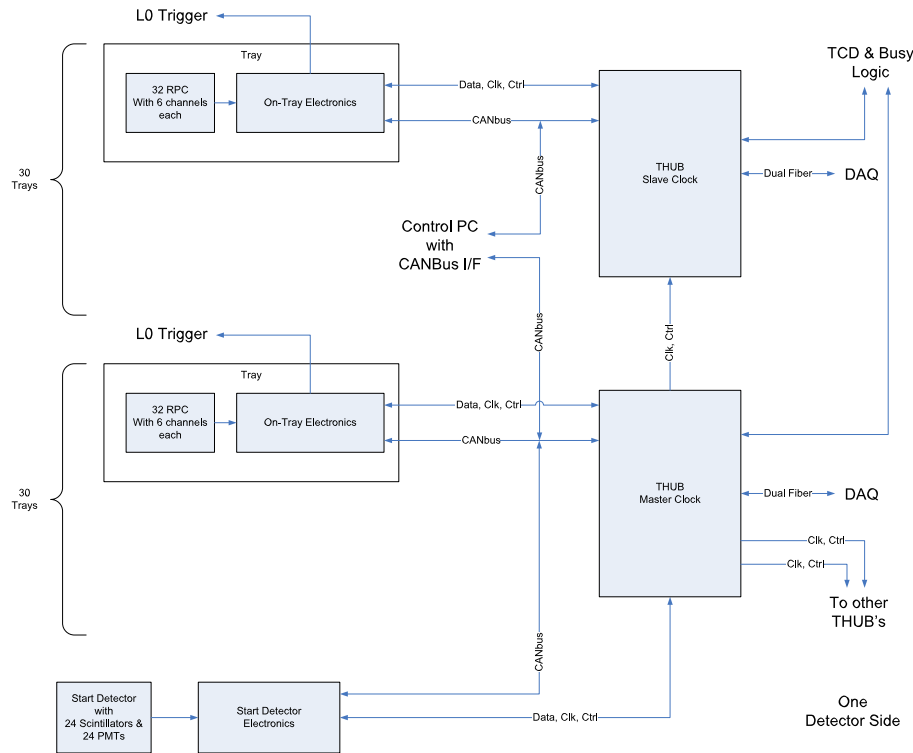 L0 Trigger
Tray
32 RPC
With 6 channels
each
On-Tray Electronics
Data, Clk, Ctrl
CANbus
CANbus
THUB
Slave Clock
TCD & Busy
Logic
Dual Fiber
DAQ
30
Trays
Control PC
with
CANBus I/F
CANbus
Clk, Ctrl
L0 Trigger
Tray
32 RPC
With 6 channels
each
On-Tray Electronics
Data, Clk, Ctrl
CANbus
THUB
Master Clock
Dual Fiber
DAQ
30
Trays
Clk, Ctrl
Clk, Ctrl
To other
THUB's
CANbus
Start Detector
with
24 Scintillators &
24 PMTs
Start Detector
Electronics
Data, Clk, Ctrl
One
Detector Side